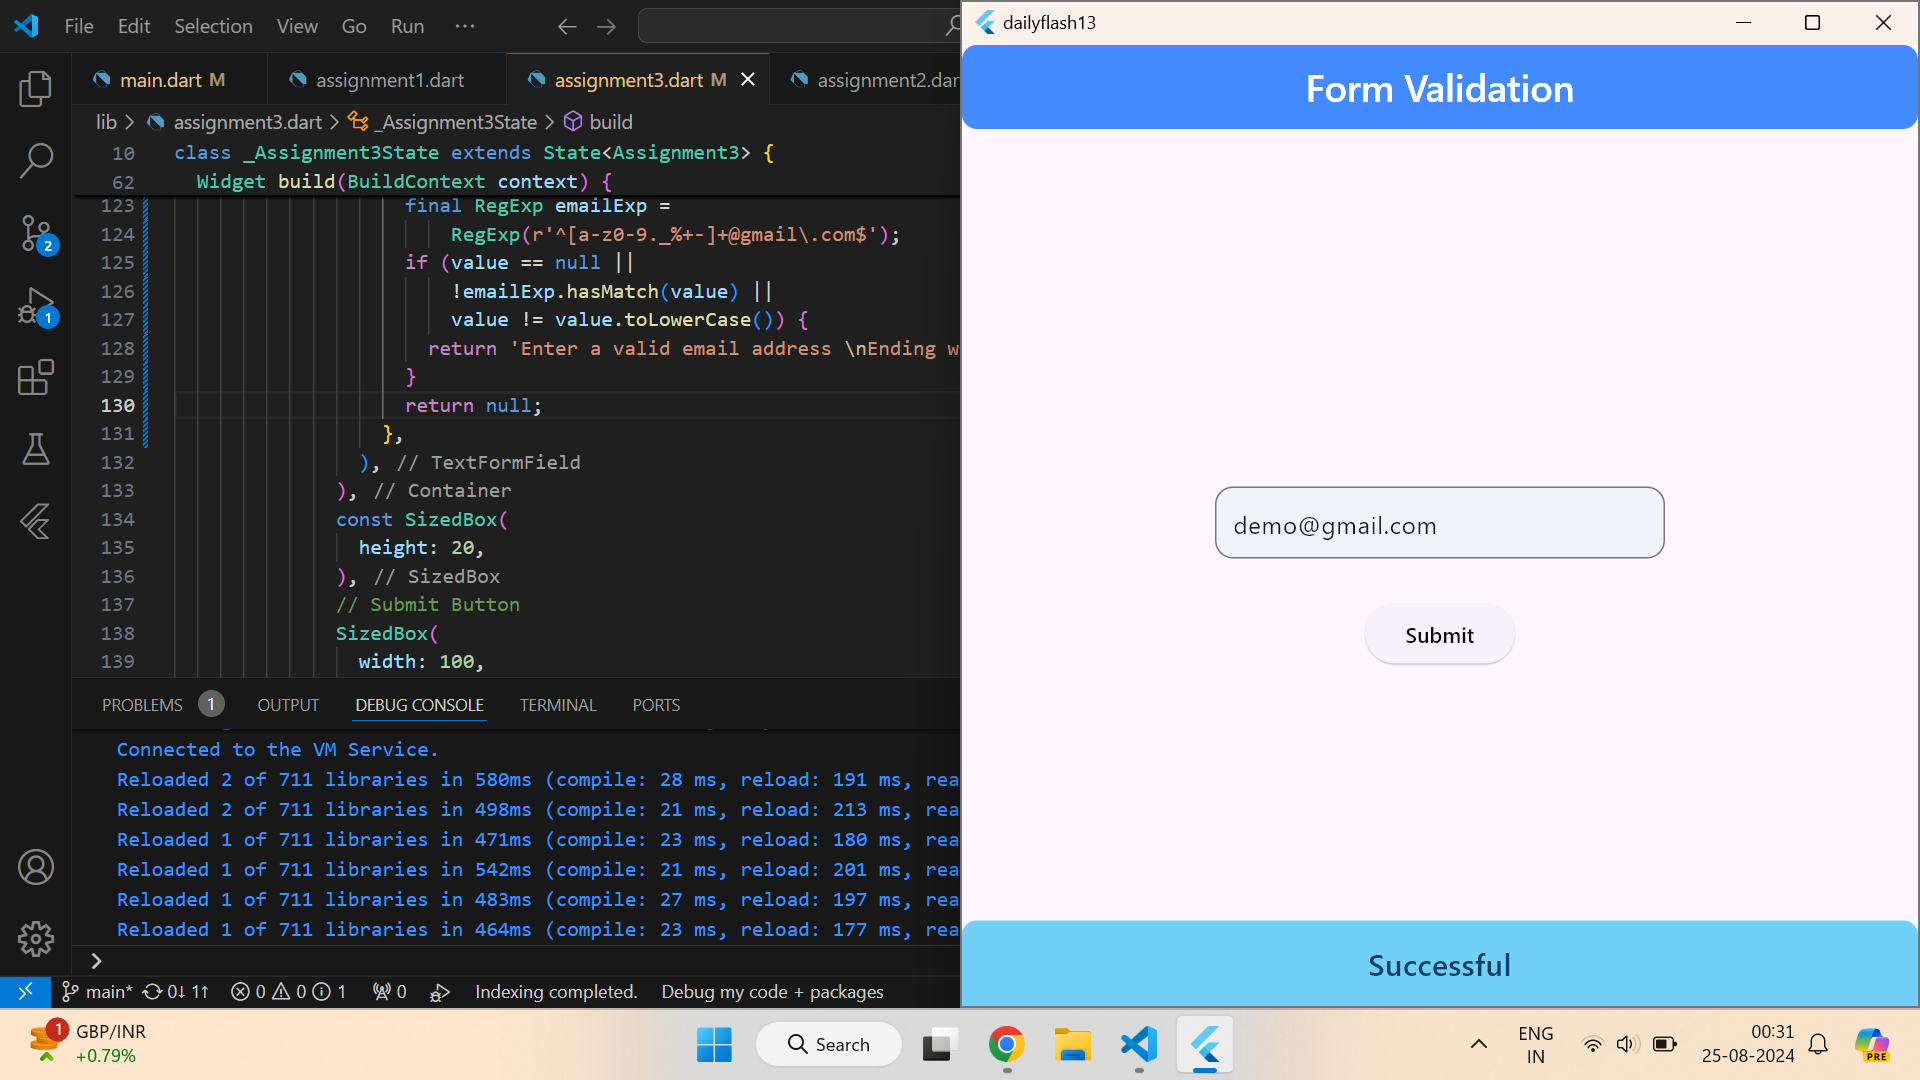 File Edit Selection View Go Run ···
main.dart M assignment1.dart assignment3.dart M assignment2.dar
lib > assignment3.dart > _Assignment3State > build
10 class _Assignment3State extends State<Assignment3> {
62 Widget build(BuildContext context) {
123 final RegExp emailExp =
124 RegExp(r'^[a-z0-9._%+-]+@gmail\.com$');
125 if (value == null ||
126 !emailExp.hasMatch(value) ||
127 value != value.toLowerCase()) {
128 return 'Enter a valid email address \nEnding w
129 }
130 return null;
131 },
132 ), // TextFormField
133 ), // Container
134 const SizedBox(
135 height: 20,
136 ), // SizedBox
137 // Submit Button
138 SizedBox(
139 width: 100,
2
1
PROBLEMS 1 OUTPUT DEBUG CONSOLE TERMINAL PORTS
Connected to the VM Service.
Reloaded 2 of 711 libraries in 580ms (compile: 28 ms, reload: 191 ms, rea
Reloaded 2 of 711 libraries in 498ms (compile: 21 ms, reload: 213 ms, rea
Reloaded 1 of 711 libraries in 471ms (compile: 23 ms, reload: 180 ms, rea
Reloaded 1 of 711 libraries in 542ms (compile: 21 ms, reload: 201 ms, rea
Reloaded 1 of 711 libraries in 483ms (compile: 27 ms, reload: 197 ms, rea
Reloaded 1 of 711 libraries in 464ms (compile: 23 ms, reload: 177 ms, rea
>
main* 0↓ 1↑ 0 0 1 0 Indexing completed. Debug my code + packages
dailyflash13
Form Validation
demo@gmail.com
Submit
Successful
1 GBP/INR
+0.79%
Search
ENG
IN
00:31
25-08-2024
PRE